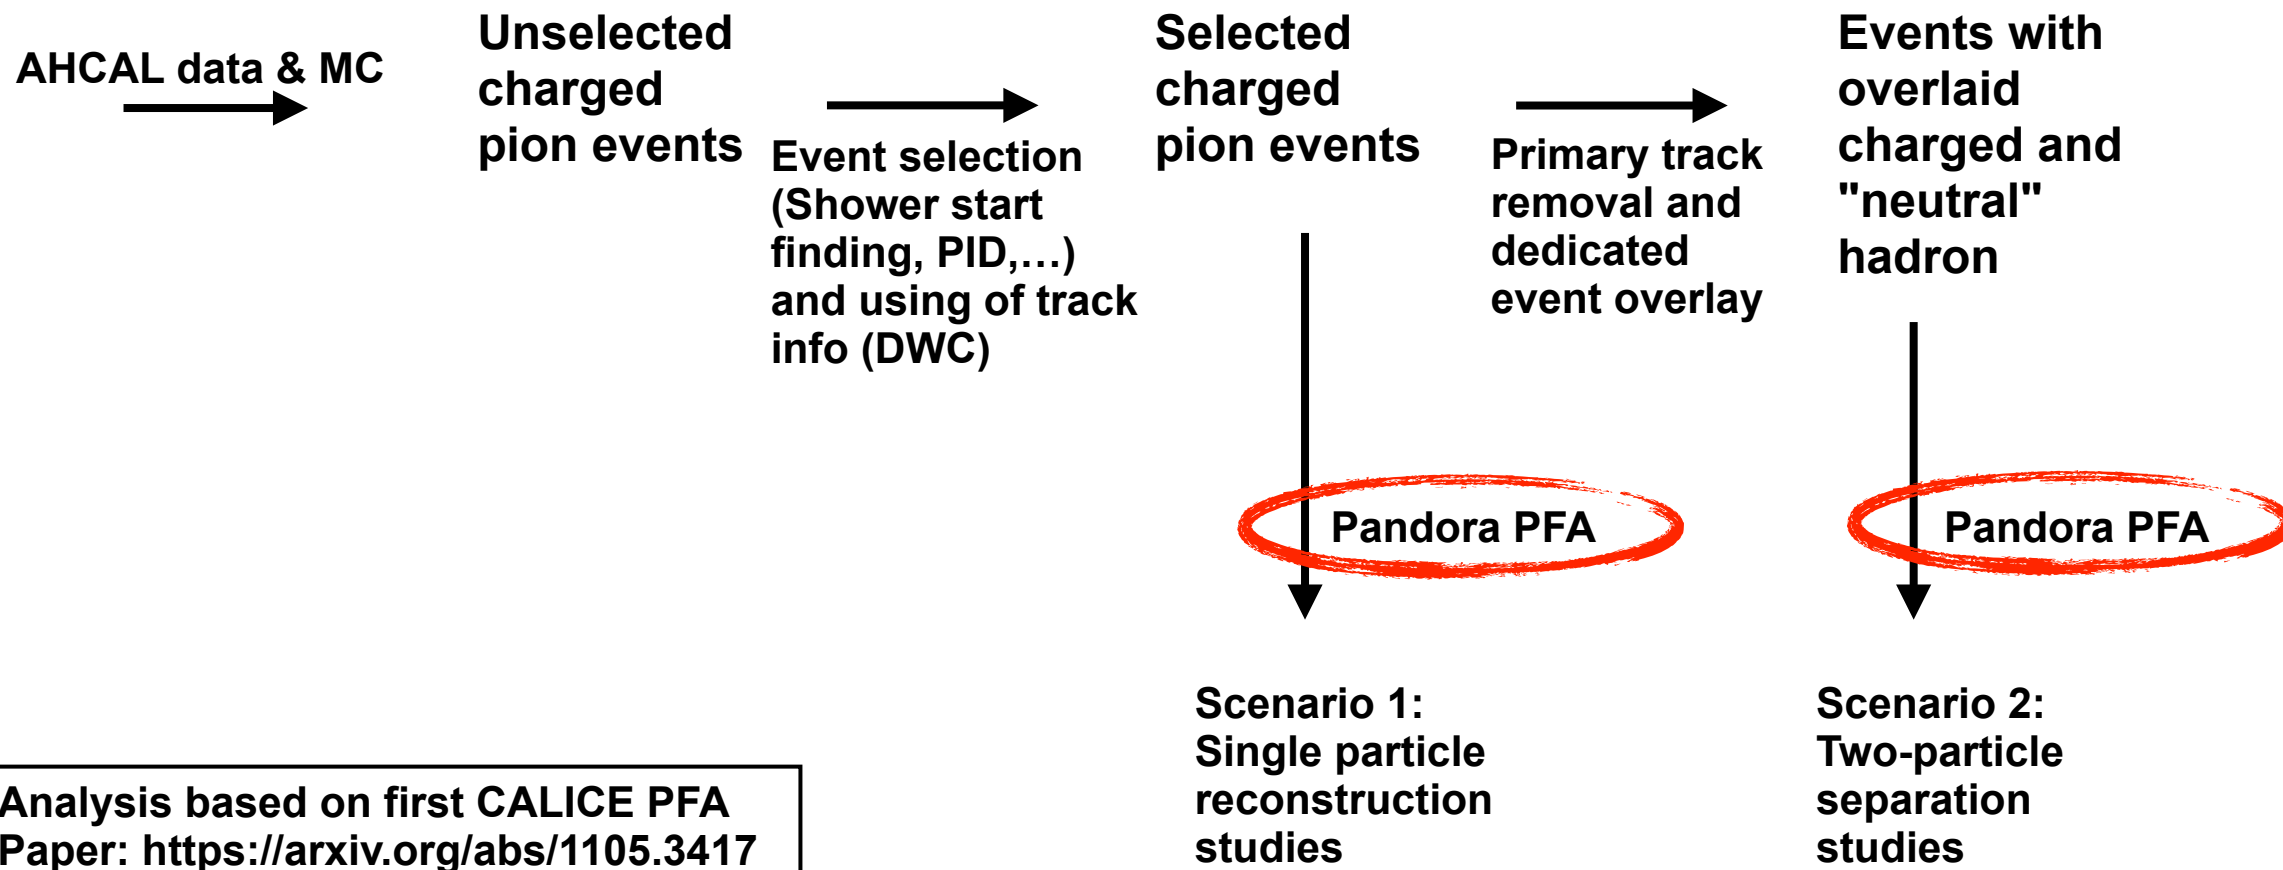 AHCAL data & MC
Unselected
charged
pion events
Event selection
(Shower start
finding, PID,…)
and using of track
info (DWC)
Selected
charged
pion events
Primary track
removal and
dedicated
event overlay
Events with
overlaid
charged and
"neutral"
hadron
Pandora PFA
Pandora PFA
Scenario 1:
Single particle
reconstruction
studies
Scenario 2:
Two-particle
separation
studies
Analysis based on first CALICE PFA
Paper: https://arxiv.org/abs/1105.3417